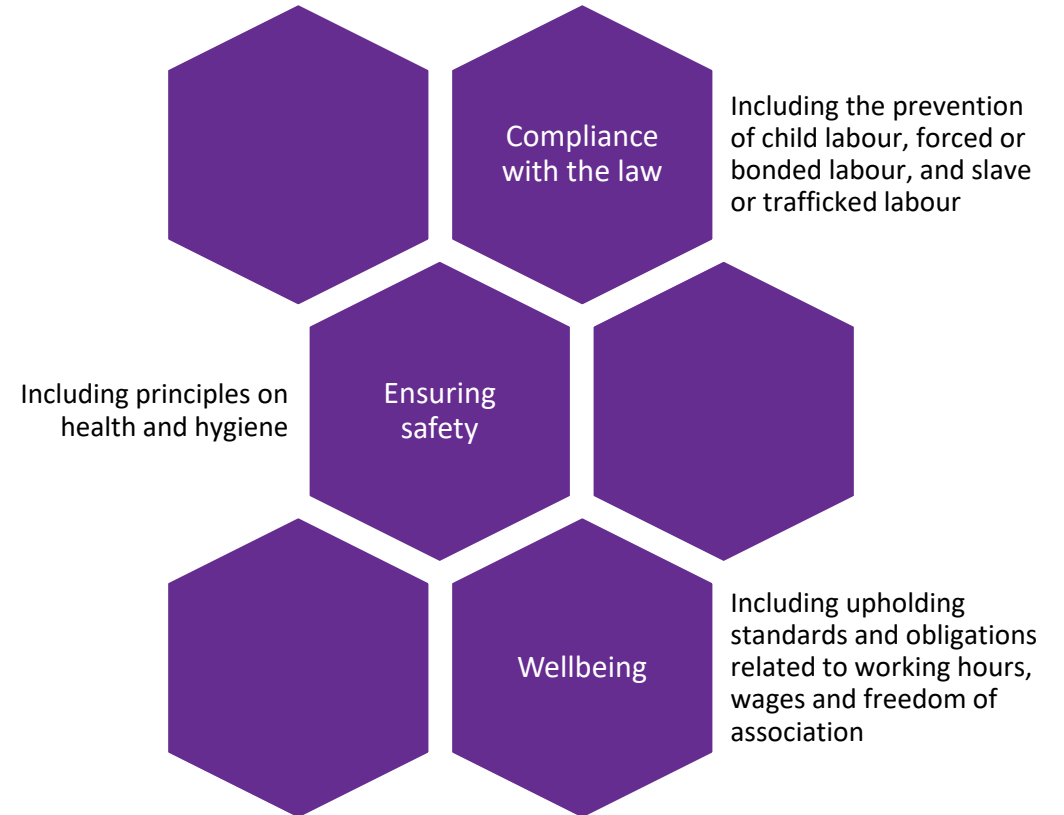 Compliance
with the law
Including the prevention
of child labour, forced or
bonded labour, and slave
or trafficked labour
Including principles on
health and hygiene
Ensuring
safety
Wellbeing
Including upholding
standards and obligations
related to working hours,
wages and freedom of
association